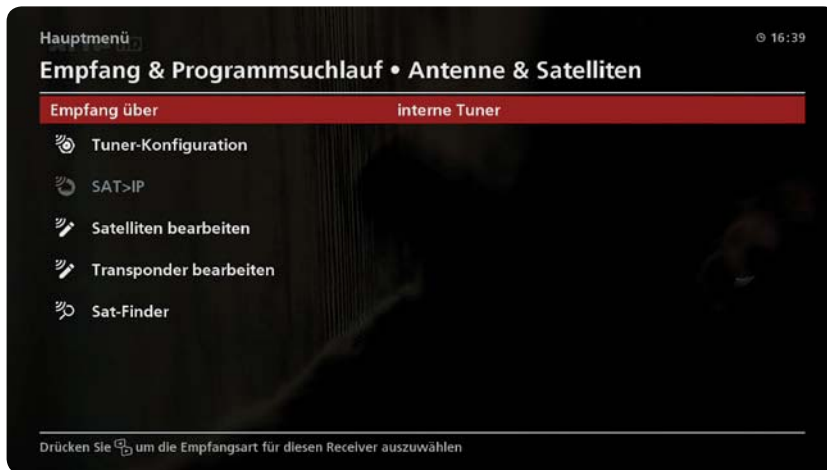 Hauptmenü
16:39
Empfang & Programmsuchlauf • Antenne & Satelliten
Empfang über interne Tuner
Tuner-Konfiguration
SAT>IP
Satelliten bearbeiten
Transponder bearbeiten
Sat-Finder
Drücken Sie um die Empfangsart für diesen Receiver auszuwählen